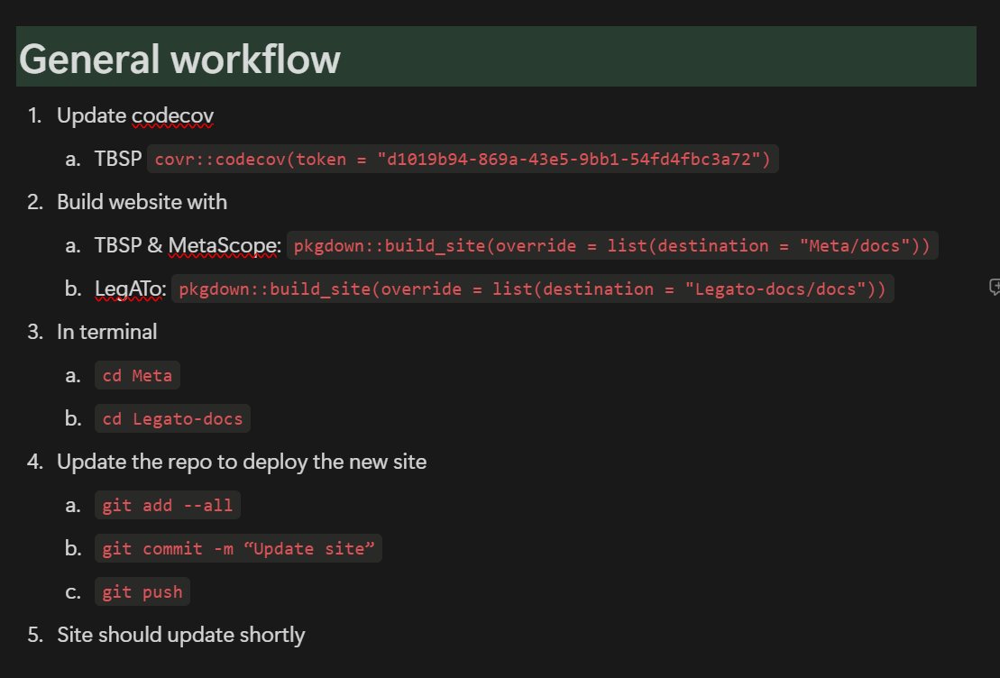 General workflow
1. Update codecov
a. TBSP covr::codecov(token = "d1019b94-869a-43e5-9bb1-54fd4fbc3a72")
2. Build website with
a. TBSP & MetaScope: pkgdown::build_site(override = list(destination = "Meta/docs"))
b. LegATo: pkgdown::build_site(override = list(destination = "Legato-docs/docs"))
3. In terminal
a. cd Meta
b. cd Legato-docs
4. Update the repo to deploy the new site
a. git add --all
b. git commit -m “Update site”
c. git push
5. Site should update shortly